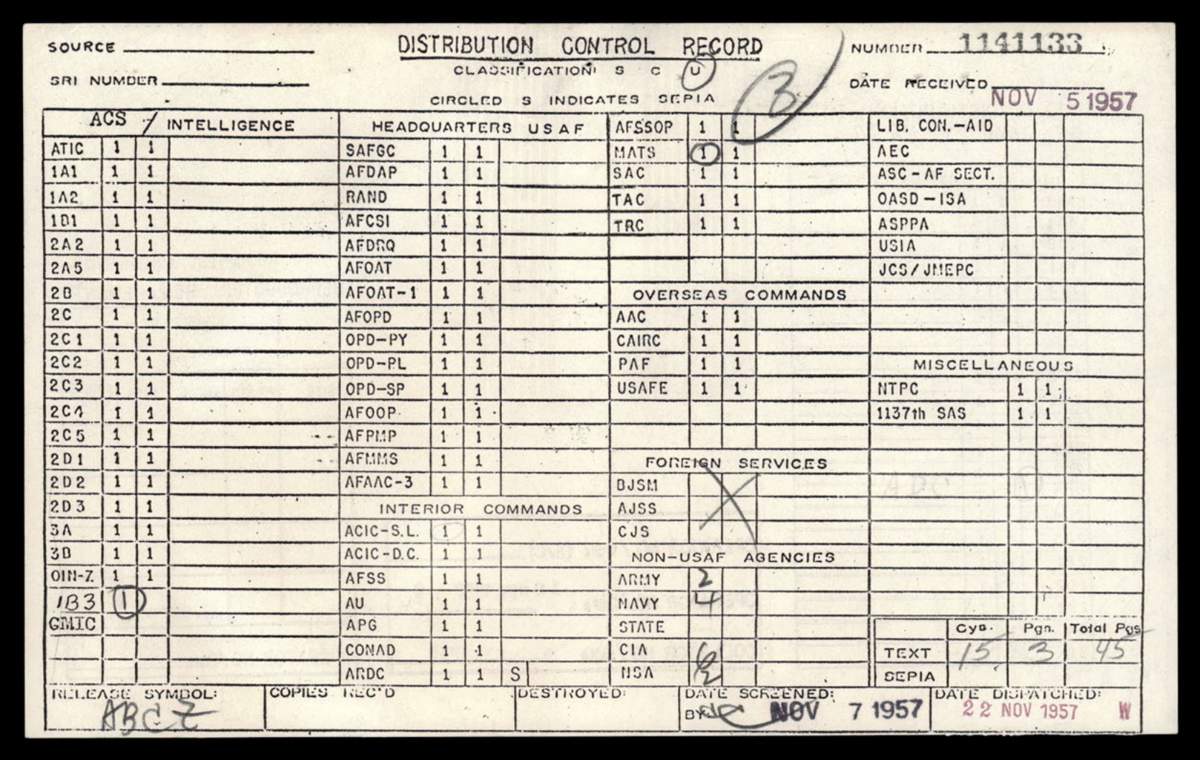 SOURCE
DISTRIBUTION CONTROL RECORD
NUMBER 1141133
SRI NUMBER
CLASSIFICATION: S C U
3
DATE RECEIVED NOV 5 1957
CIRCLED S INDICATES SEPIA
ACS / INTELLIGENCE
ATIC 1 1
1A1 1 1
1A2 1 1
1B1 1 1
2A2 1 1
2A5 1 1
2B 1 1
2C 1 1
2C1 1 1
2C2 1 1
2C3 1 1
2C4 1 1
2C5 1 1
2D1 1 1
2D2 1 1
2D3 1 1
3A 1 1
3B 1 1
OIN-Z 1 1
1B3 1
GMIC
HEADQUARTERS USAF
SAFGC 1 1
AFDAP 1 1
RAND 1 1
AFCSI 1 1
AFDRQ 1 1
AFOAT 1 1
AFOAT-1 1 1
AFOPD 1 1
OPD-PY 1 1
OPD-PL 1 1
OPD-SP 1 1
AFOOP 1 1
AFPMP 1 1
AFMMS 1 1
AFAAC-3 1 1
INTERIOR COMMANDS
ACIC-S.L. 1 1
ACIC-D.C. 1 1
AFSS 1 1
AU 1 1
APG 1 1
CONAD 1 1
ARDC 1 1 S
AFSSOP 1 1
MATS 1 1
SAC 1 1
TAC 1 1
TRC 1 1
OVERSEAS COMMANDS
AAC 1 1
CAIRC 1 1
PAF 1 1
USAFE 1 1
FOREIGN SERVICES
BJSM
AJSS
CJS
NON-USAF AGENCIES
ARMY 2
NAVY 4
STATE
CIA 6
NSA 2
LIB. CON.-AID
AEC
ASC-AF SECT.
OASD-ISA
ASPPA
USIA
JCS/JMEPC
MISCELLANEOUS
NTPC 1 1
1137th SAS 1 1
Cys. Pgs. Total Pgs
TEXT 15 3 45
SEPIA
RELEASE SYMBOL:
ABCZ
COPIES REC'D
DESTROYED:
DATE SCREENED:
BY: NOV 7 1957
DATE DISPATCHED:
22 NOV 1957 W